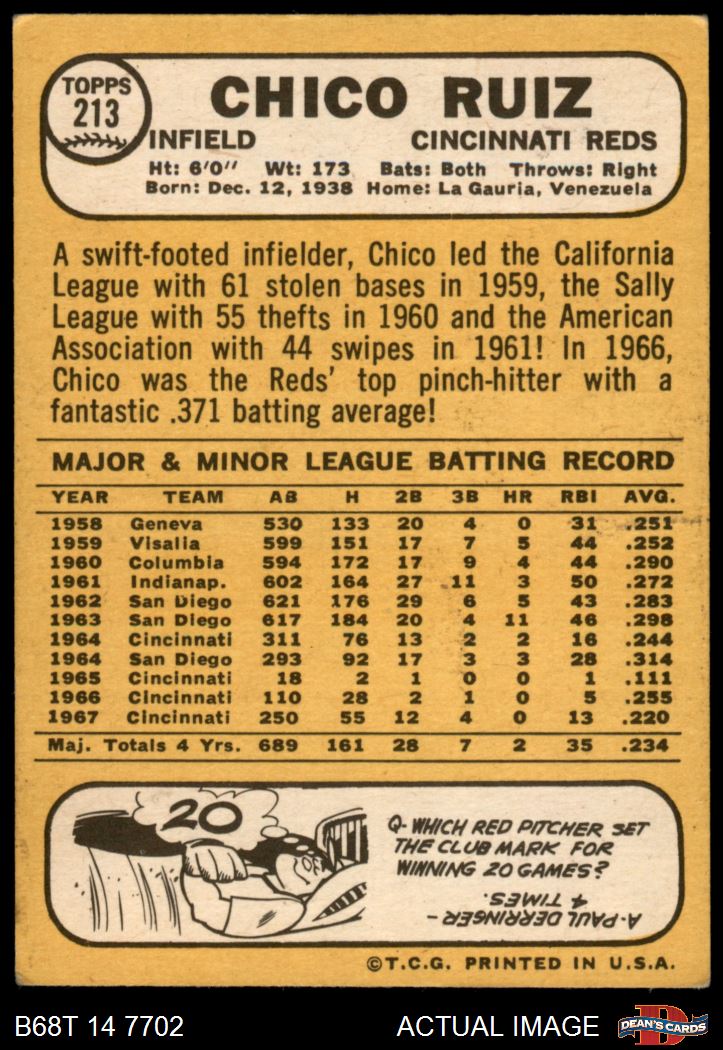 TOPPS
213
CHICO RUIZ
INFIELD CINCINNATI REDS
Ht: 6'0" Wt: 173 Bats: Both Throws: Right
Born: Dec. 12, 1938 Home: La Gauria, Venezuela
A swift-footed infielder, Chico led the California
League with 61 stolen bases in 1959, the Sally
League with 55 thefts in 1960 and the American
Association with 44 swipes in 1961! In 1966,
Chico was the Reds' top pinch-hitter with a
fantastic .371 batting average!
MAJOR & MINOR LEAGUE BATTING RECORD
YEAR TEAM AB H 2B 3B HR RBI AVG.
1958 Geneva 530 133 20 4 0 31 .251
1959 Visalia 599 151 17 7 5 44 .252
1960 Columbia 594 172 17 9 4 44 .290
1961 Indianap. 602 164 27 11 3 50 .272
1962 San Diego 621 176 29 6 5 43 .283
1963 San Diego 617 184 20 4 11 46 .298
1964 Cincinnati 311 76 13 2 2 16 .244
1964 San Diego 293 92 17 3 3 28 .314
1965 Cincinnati 18 2 1 0 0 1 .111
1966 Cincinnati 110 28 2 1 0 5 .255
1967 Cincinnati 250 55 12 4 0 13 .220
Maj. Totals 4 Yrs. 689 161 28 7 2 35 .234
20
Q-WHICH RED PITCHER SET
THE CLUB MARK FOR
WINNING 20 GAMES?
A-PAUL DERRINGER -
4 TIMES.
©T.C.G. PRINTED IN U.S.A.
B68T 14 7702 ACTUAL IMAGE
D
DEAN'S CARDS